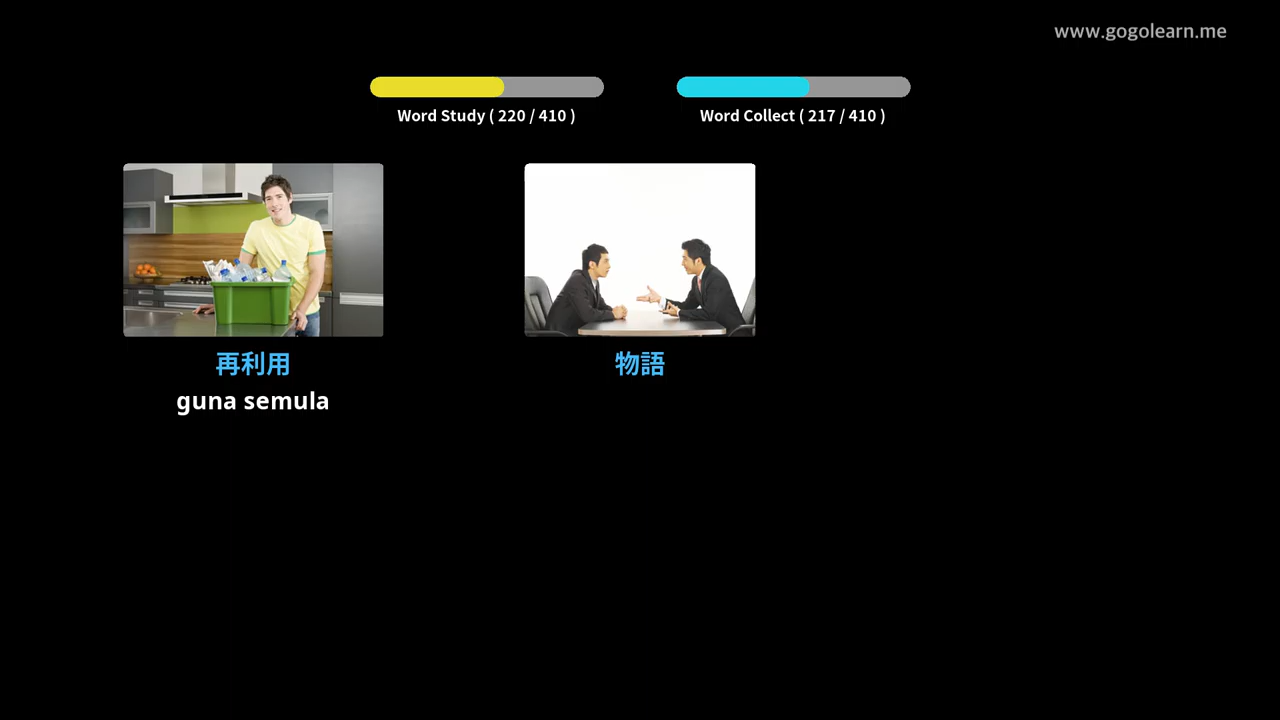 www.gogolearn.me
Word Study ( 220 / 410 )
Word Collect ( 217 / 410 )
再利用
guna semula
物語